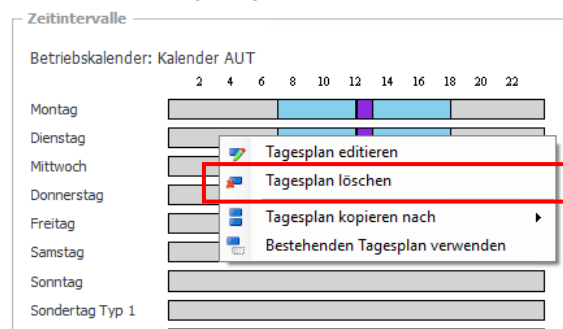 Zeitintervalle
Betriebskalender: Kalender AUT
2 4 6 8 10 12 14 16 18 20 22
Montag
Dienstag
Tagesplan editieren
Mittwoch
Tagesplan löschen
Donnerstag
Freitag
Tagesplan kopieren nach
Samstag
Bestehenden Tagesplan verwenden
Sonntag
Sondertag Typ 1